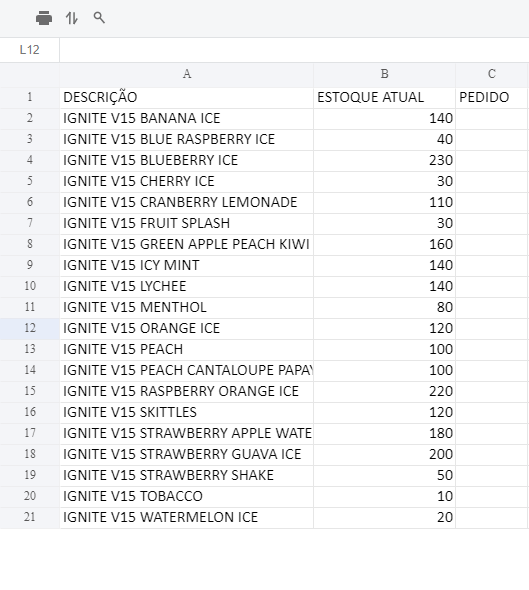 L12
A B C
1 DESCRIÇÃO ESTOQUE ATUAL PEDIDO
2 IGNITE V15 BANANA ICE 140
3 IGNITE V15 BLUE RASPBERRY ICE 40
4 IGNITE V15 BLUEBERRY ICE 230
5 IGNITE V15 CHERRY ICE 30
6 IGNITE V15 CRANBERRY LEMONADE 110
7 IGNITE V15 FRUIT SPLASH 30
8 IGNITE V15 GREEN APPLE PEACH KIWI 160
9 IGNITE V15 ICY MINT 140
10 IGNITE V15 LYCHEE 140
11 IGNITE V15 MENTHOL 80
12 IGNITE V15 ORANGE ICE 120
13 IGNITE V15 PEACH 100
14 IGNITE V15 PEACH CANTALOUPE PAPAY 100
15 IGNITE V15 RASPBERRY ORANGE ICE 220
16 IGNITE V15 SKITTLES 120
17 IGNITE V15 STRAWBERRY APPLE WATE 180
18 IGNITE V15 STRAWBERRY GUAVA ICE 200
19 IGNITE V15 STRAWBERRY SHAKE 50
20 IGNITE V15 TOBACCO 10
21 IGNITE V15 WATERMELON ICE 20